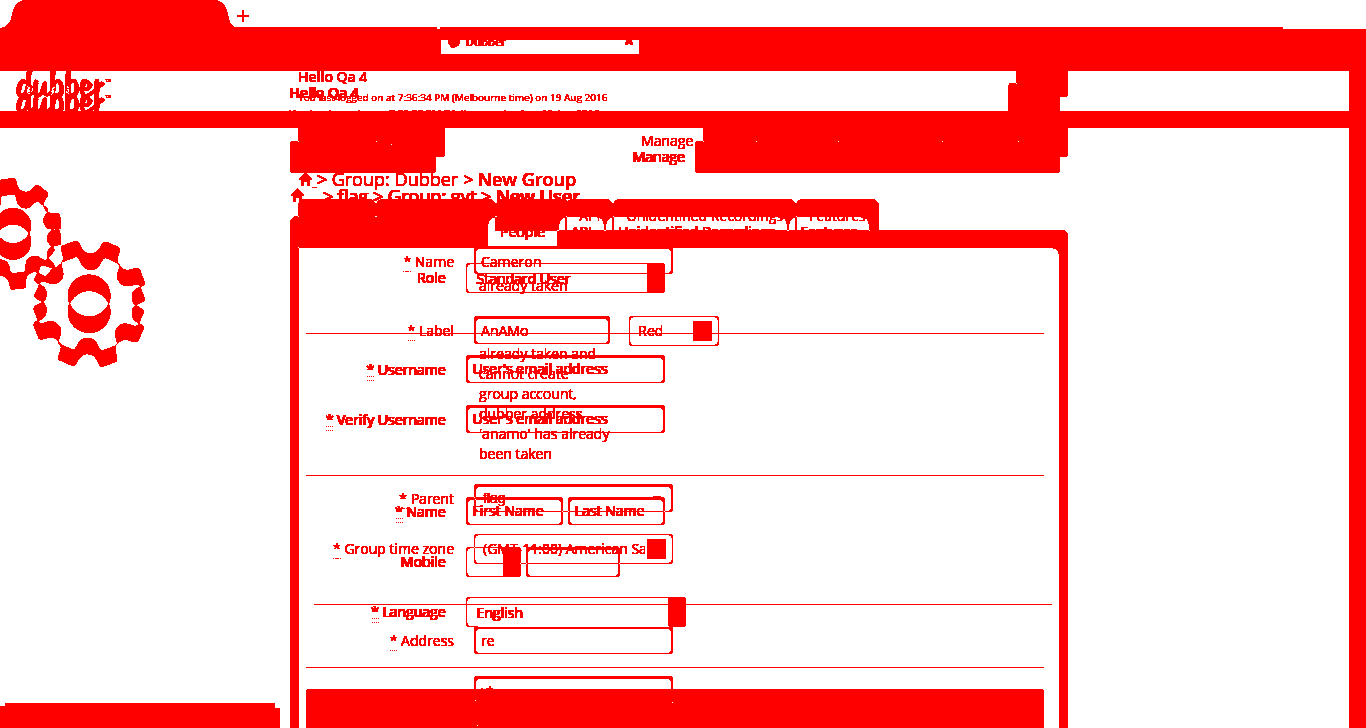 +
Dubber x
dubber™
dubber™
Hello Qa 4
Hello Qa 4
You last logged on at 7:36:34 PM (Melbourne time) on 19 Aug 2016
Manage
Manage
> Group: Dubber > New Group
> flag > Group: gvt > New User
Unidentified Recordings Features
People API Unidentified Recordings Features
* Name Cameron
Role Standard User
already taken
* Label AnAMo Red
already taken and
* Username User's email address
cannot create
group account,
dubber address
* Verify Username User's email address
'anamo' has already
been taken
* Parent flag
* Name First Name Last Name
* Group time zone (GMT-11:00) American Sa
Mobile
* Language English
* Address re